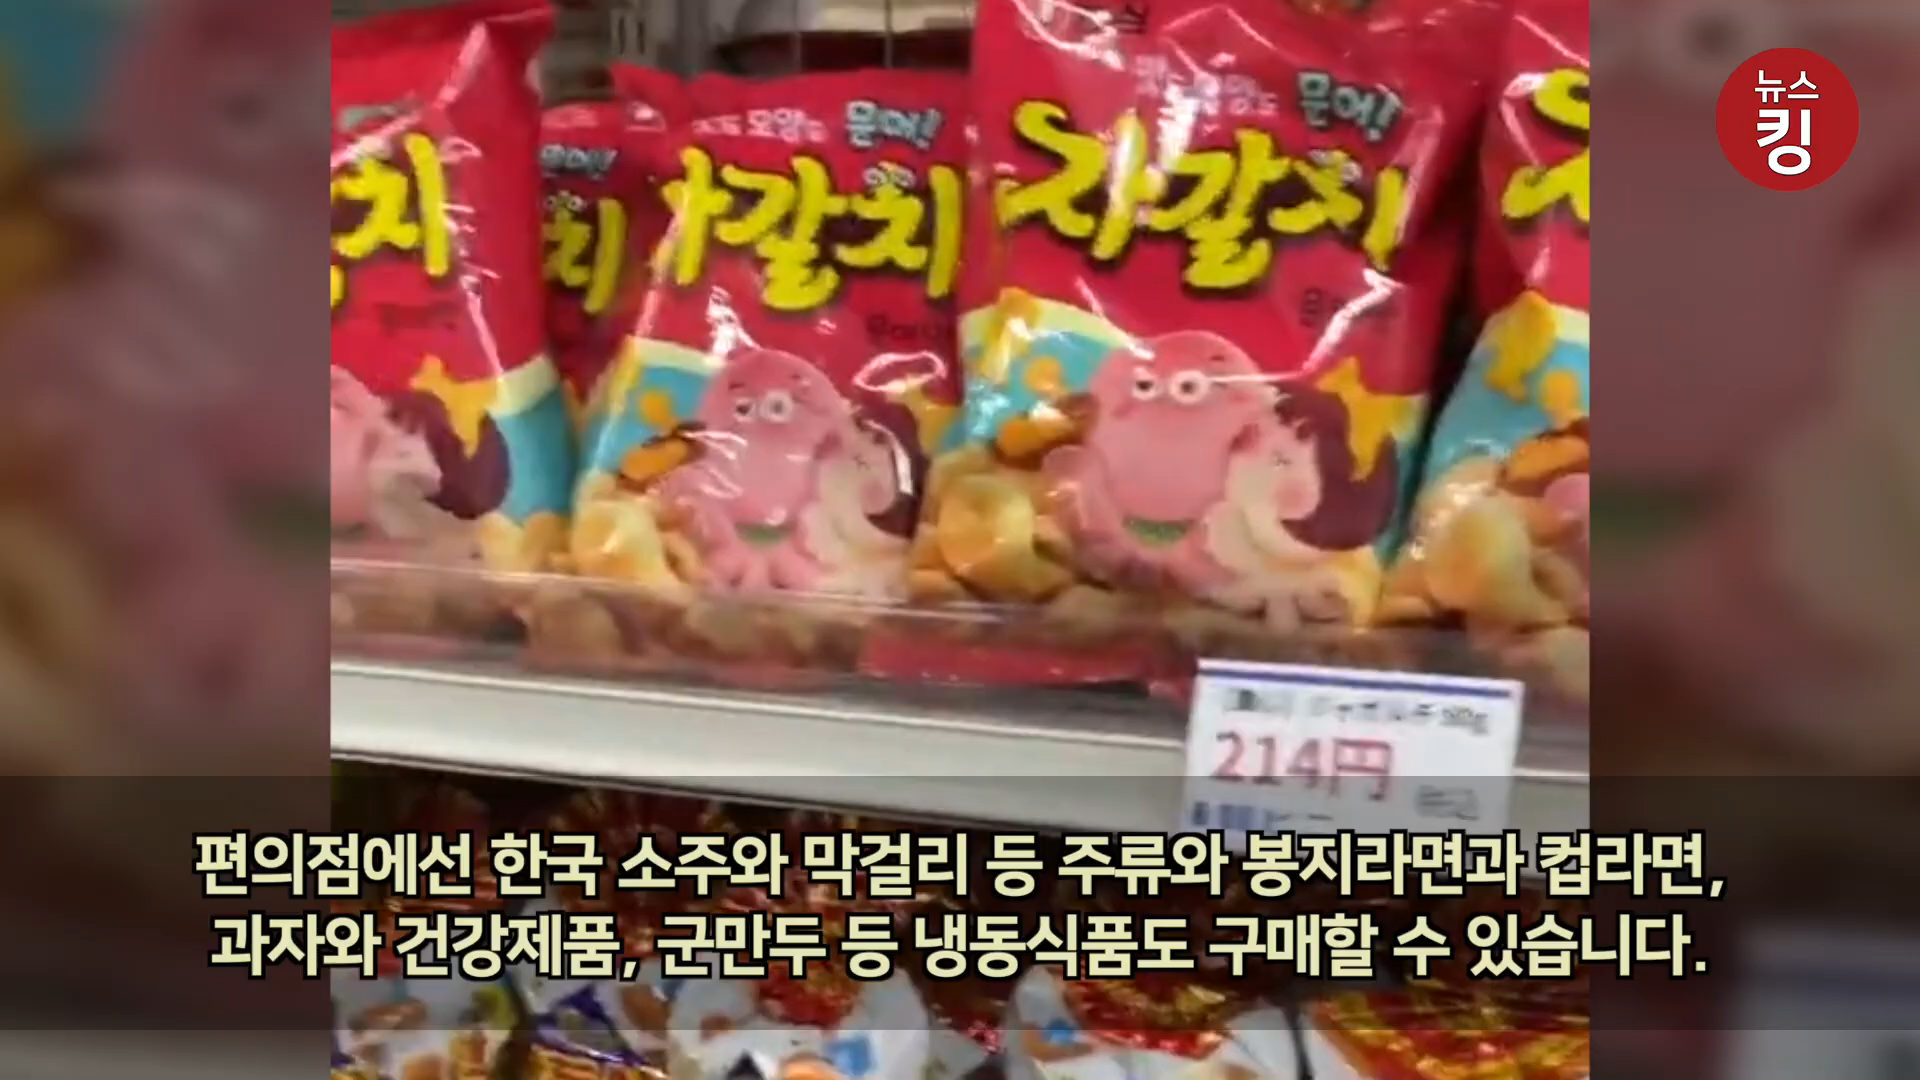 뉴스
킹
문어!
자갈치
모양도 문어!
자갈치
214円
편의점에선 한국 소주와 막걸리 등 주류와 봉지라면과 컵라면,
과자와 건강제품, 군만두 등 냉동식품도 구매할 수 있습니다.